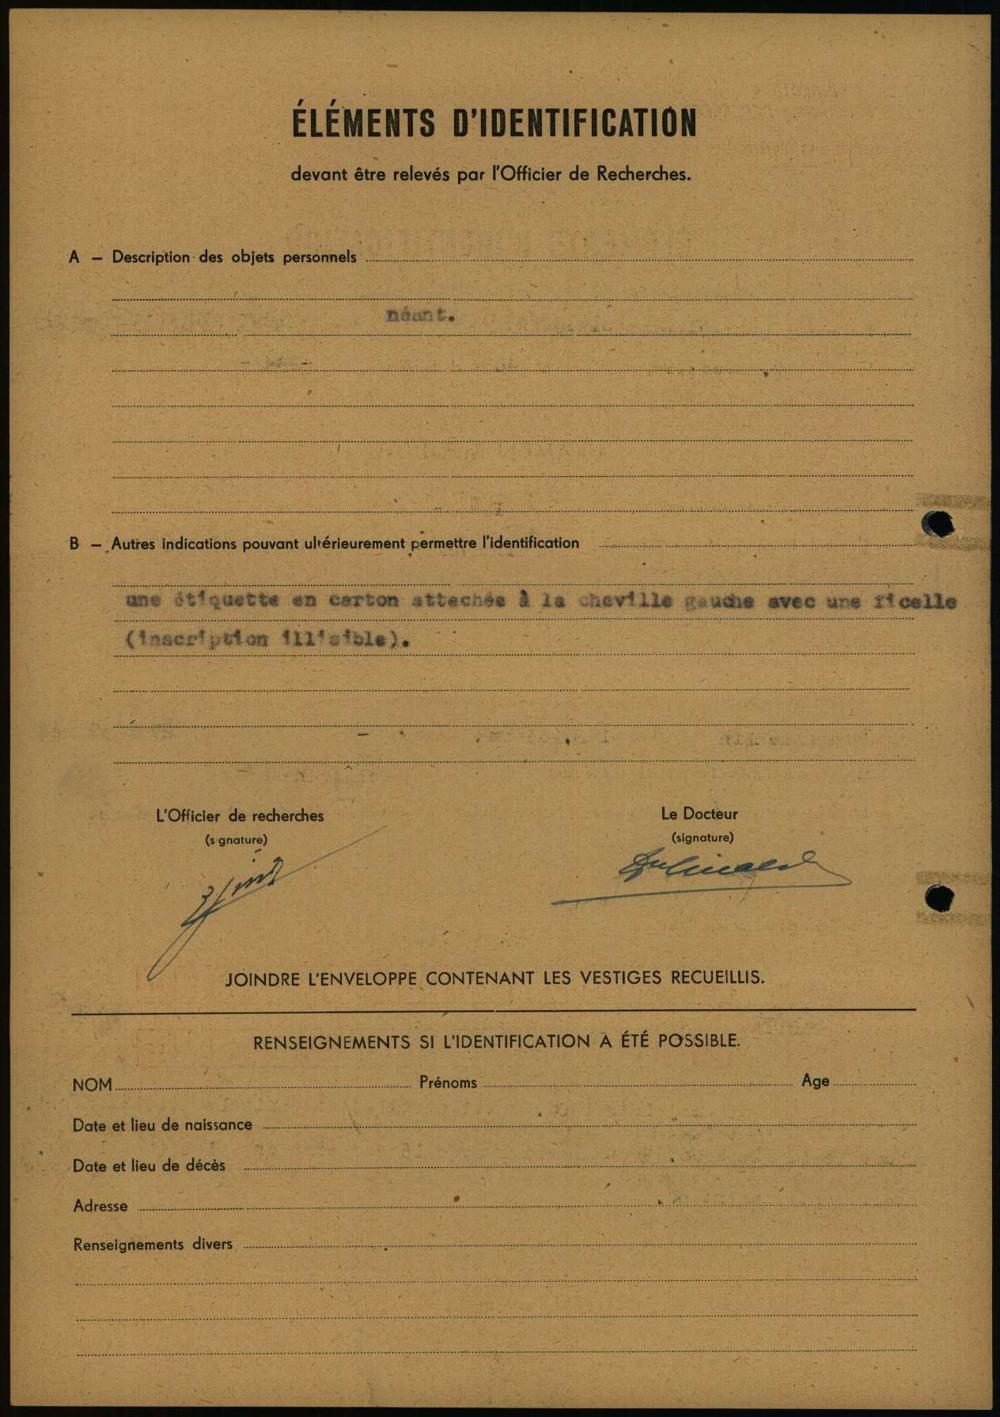 ÉLÉMENTS D'IDENTIFICATION
devant être relevés par l'Officier de Recherches.
A — Description des objets personnels
néant.
B — Autres indications pouvant ultérieurement permettre l'identification
une étiquette en carton attachée à la cheville gauche avec une ficelle
(inscription illisible).
L'Officier de recherches Le Docteur
(signature) (signature)
JOINDRE L'ENVELOPPE CONTENANT LES VESTIGES RECUEILLIS.
RENSEIGNEMENTS SI L'IDENTIFICATION A ÉTÉ POSSIBLE.
NOM Prénoms Age
Date et lieu de naissance
Date et lieu de décès
Adresse
Renseignements divers